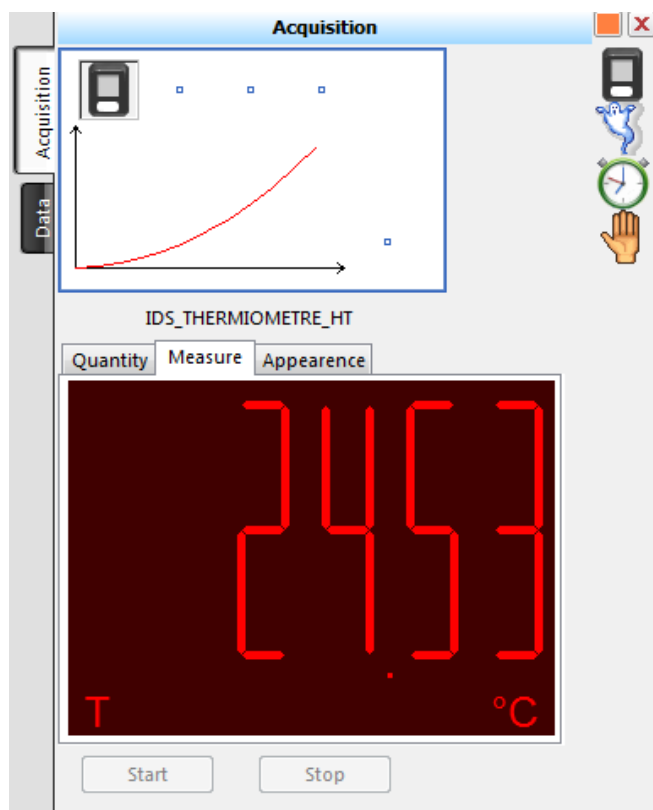 Acquisition
Acquisition
Data
IDS_THERMIOMETRE_HT
Quantity Measure Appearence
24.53
T °C
Start Stop